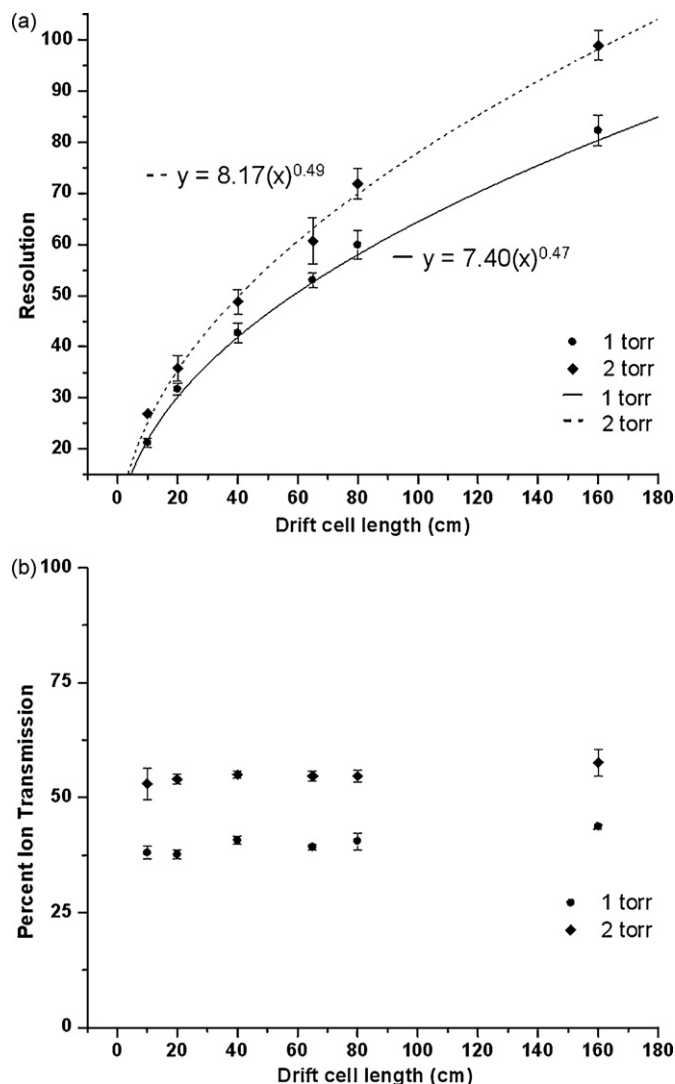 (a)
100
90
80
70
60
50
40
30
20
Resolution
y = 8.17(x)^0.49
y = 7.40(x)^0.47
1 torr
2 torr
1 torr
2 torr
0 20 40 60 80 100 120 140 160 180
Drift cell length (cm)
(b)
100
75
50
25
0
Percent Ion Transmission
1 torr
2 torr
0 20 40 60 80 100 120 140 160 180
Drift cell length (cm)